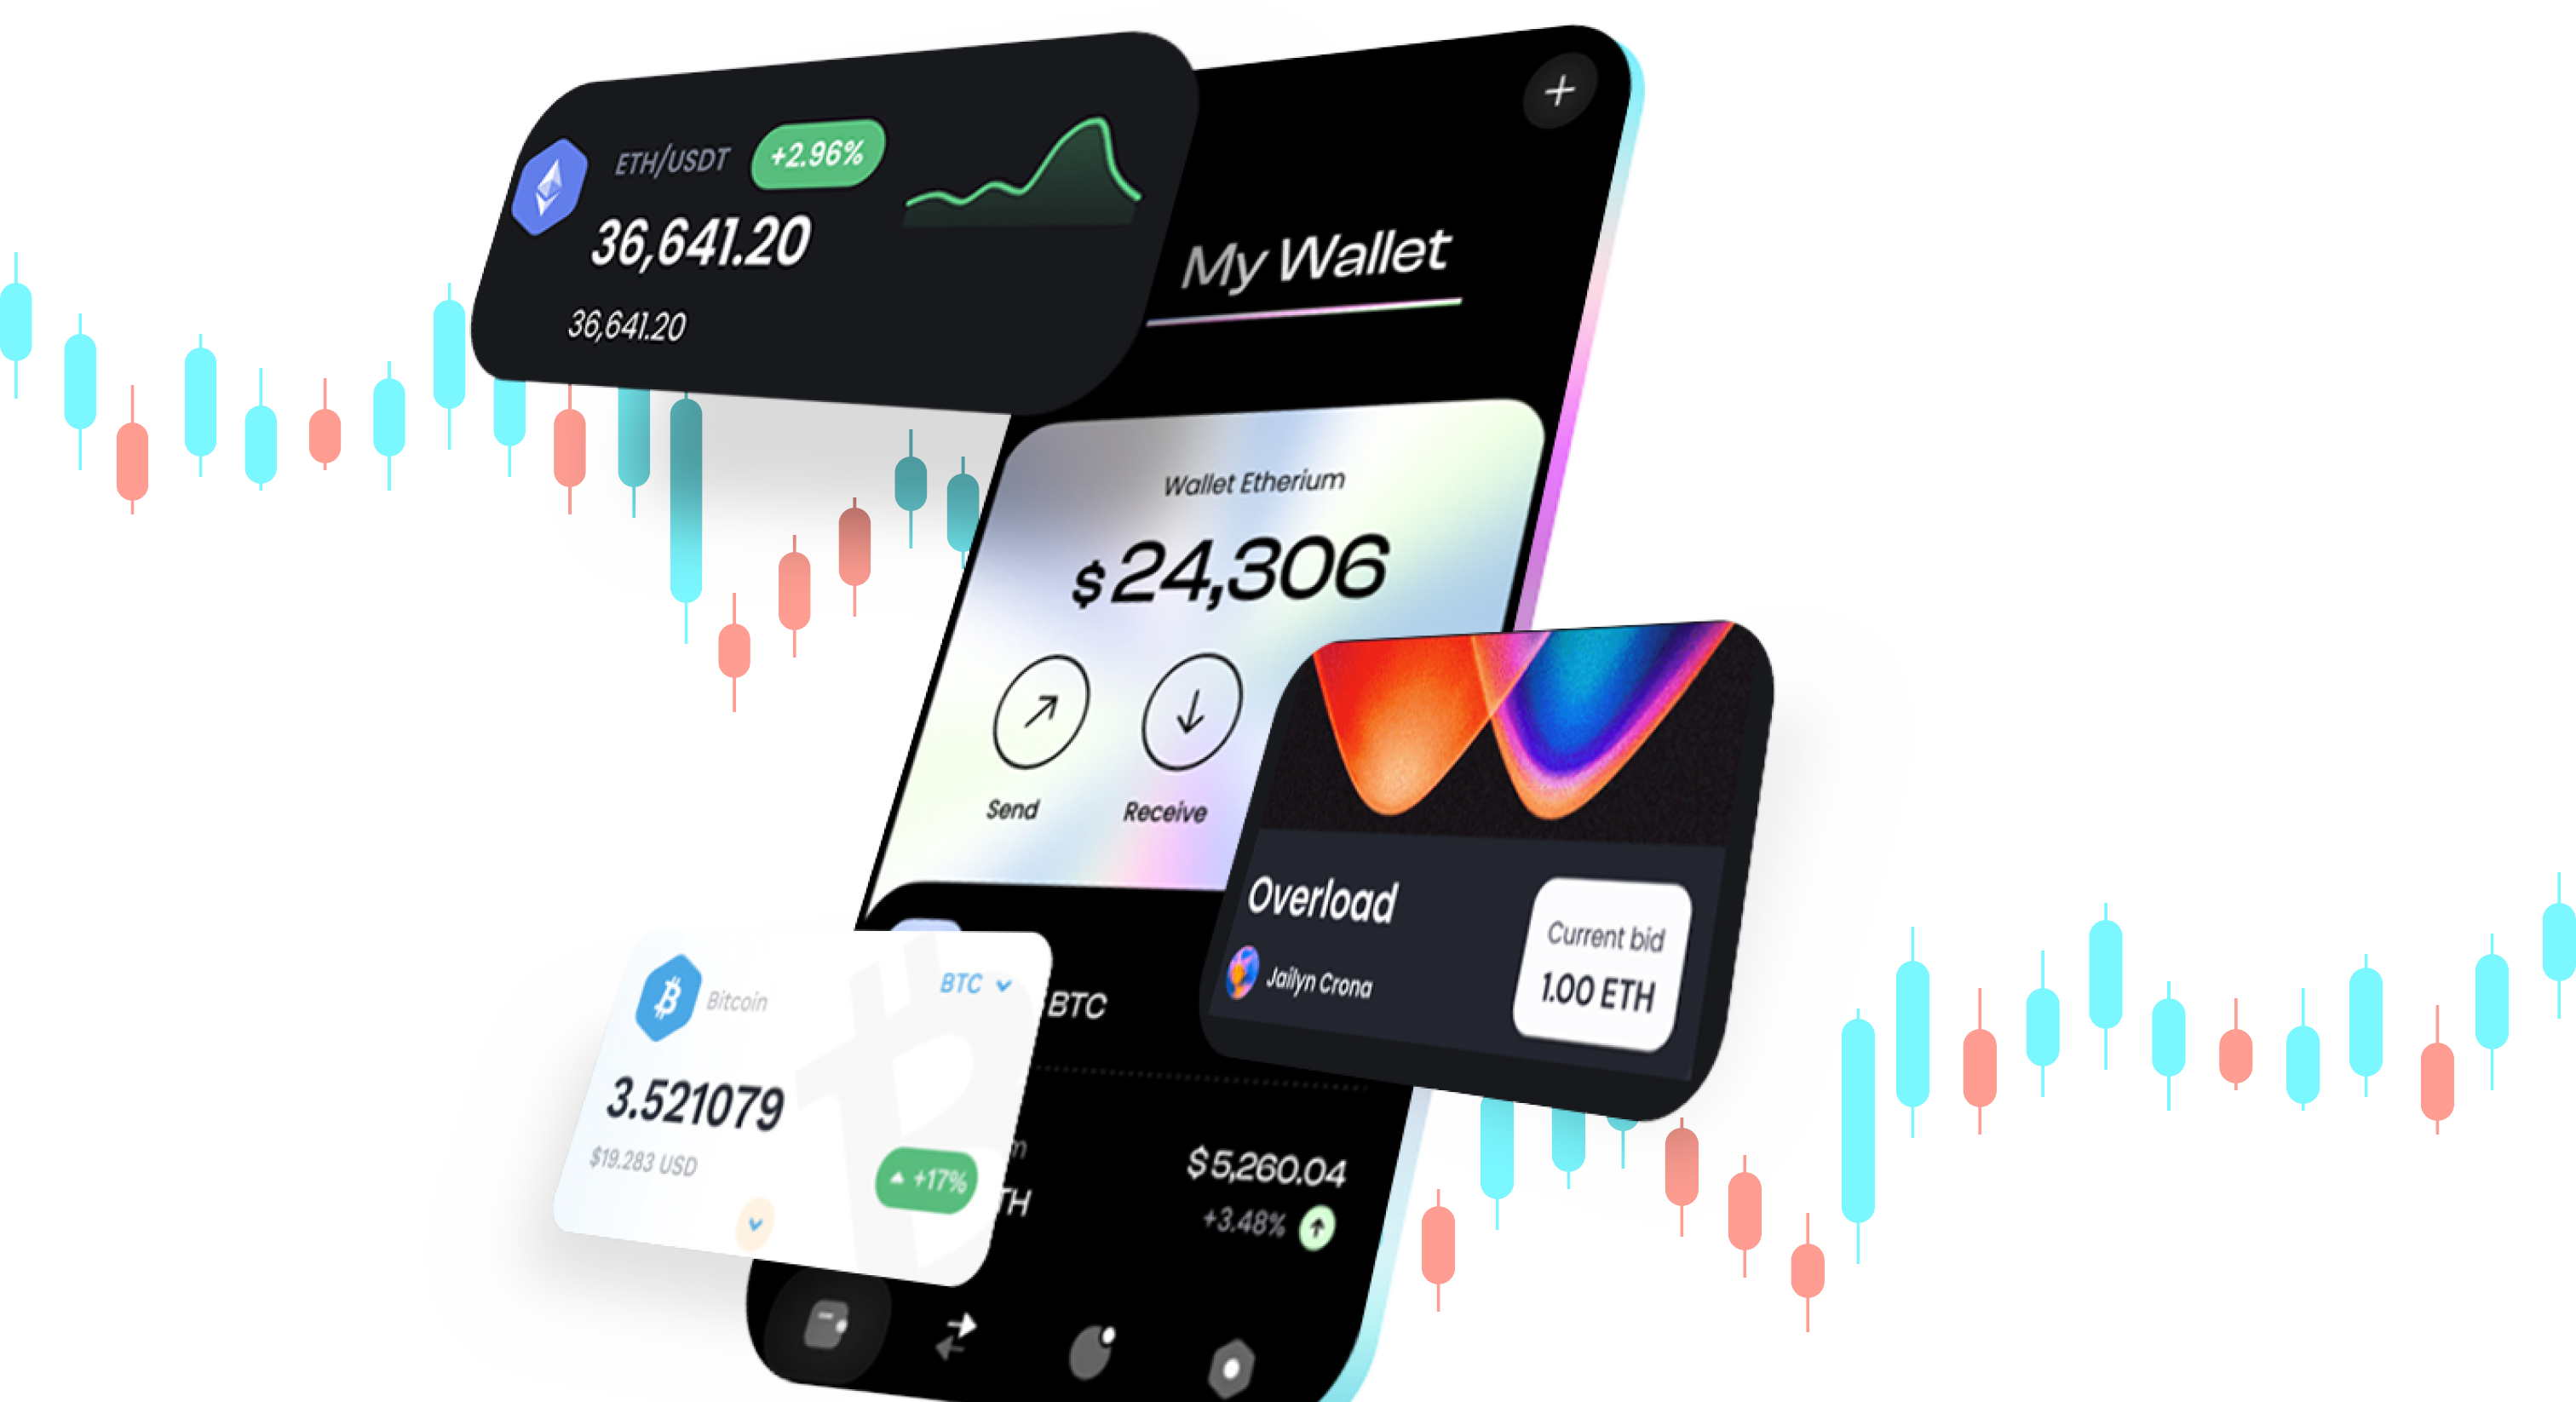 ETH/USDT +2.96%
36,641.20
36,641.20
My Wallet
Wallet Etherium
$24,306
Send Receive
Overload
Jailyn Crona
Current bid
1.00 ETH
Bitcoin
BTC
3.521079
$19.283 USD
+17%
BTC
$5,260.04
+3.48%